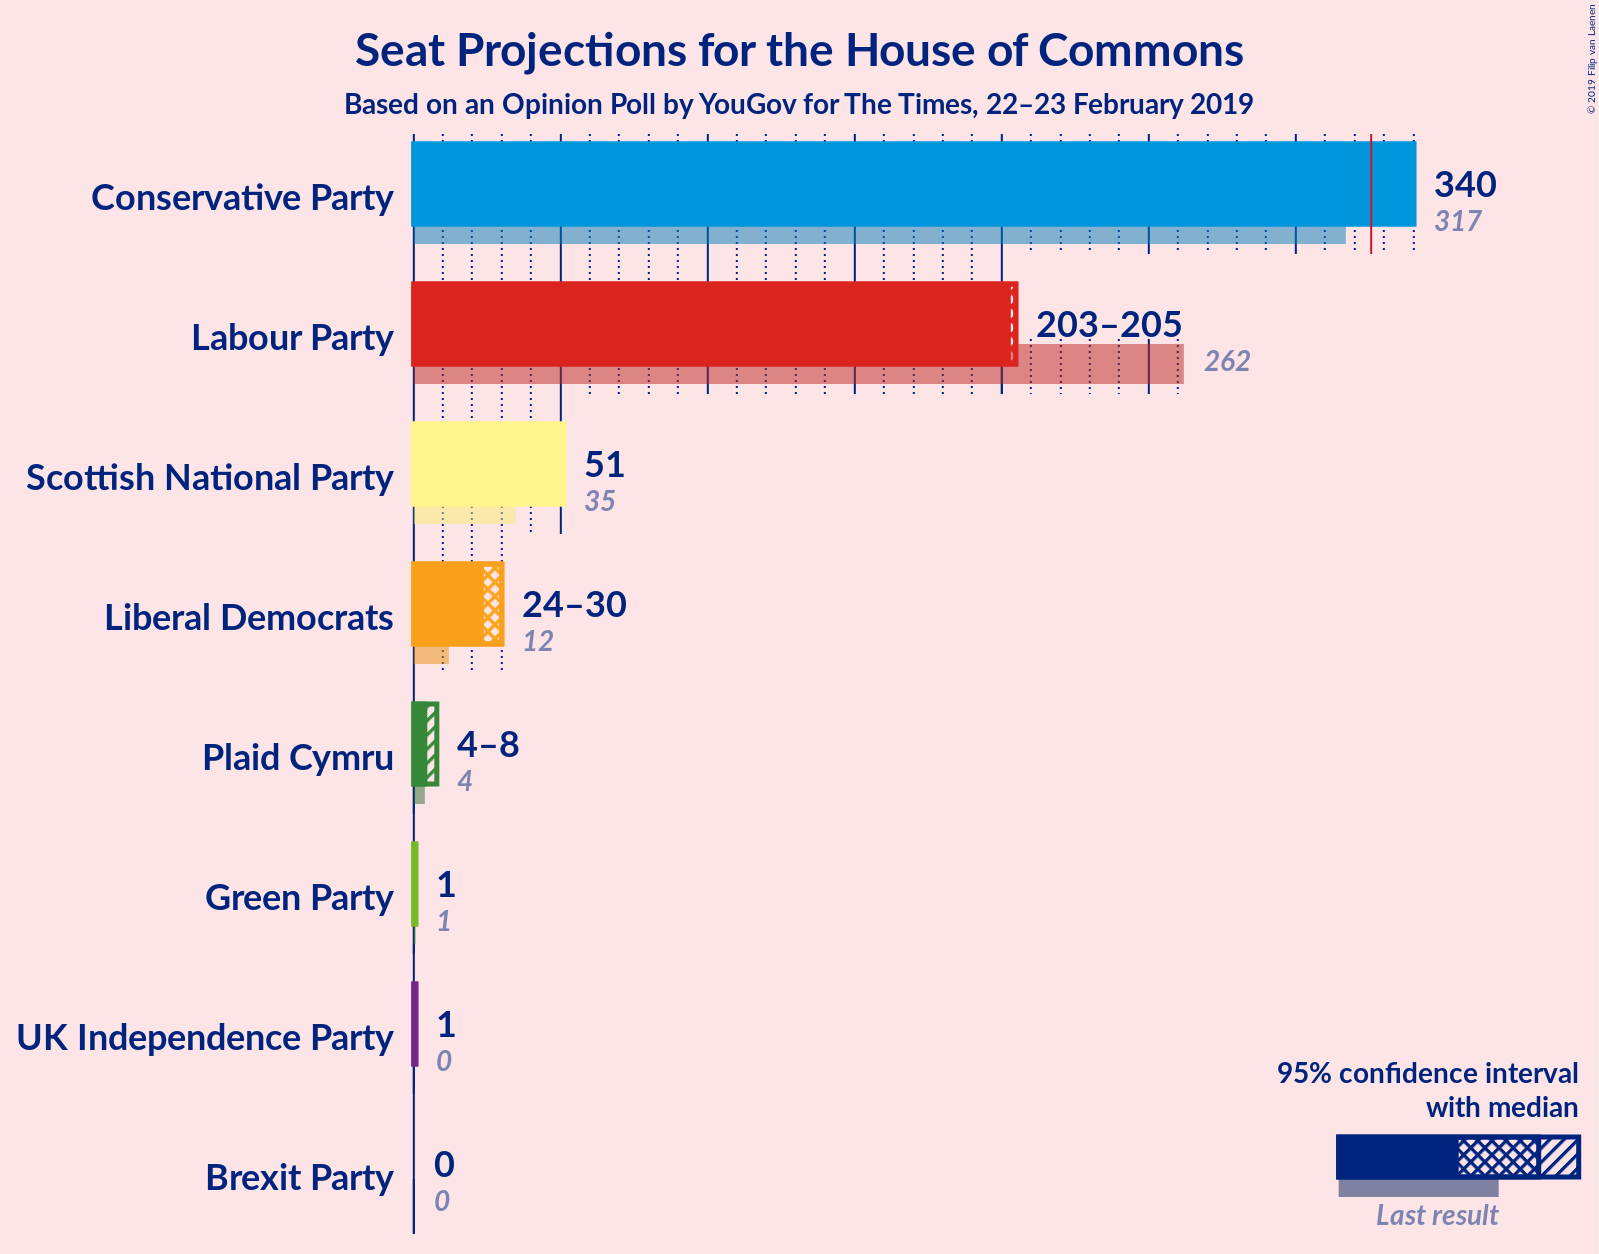 Seat Projections for the House of Commons
Based on an Opinion Poll by YouGov for The Times, 22–23 February 2019
© 2019 Filip van Laenen
Conservative Party
340
317
Labour Party
203–205
262
Scottish National Party
51
35
Liberal Democrats
24–30
12
Plaid Cymru
4–8
4
Green Party
1
1
UK Independence Party
1
0
Brexit Party
0
0
95% confidence interval
with median
Last result